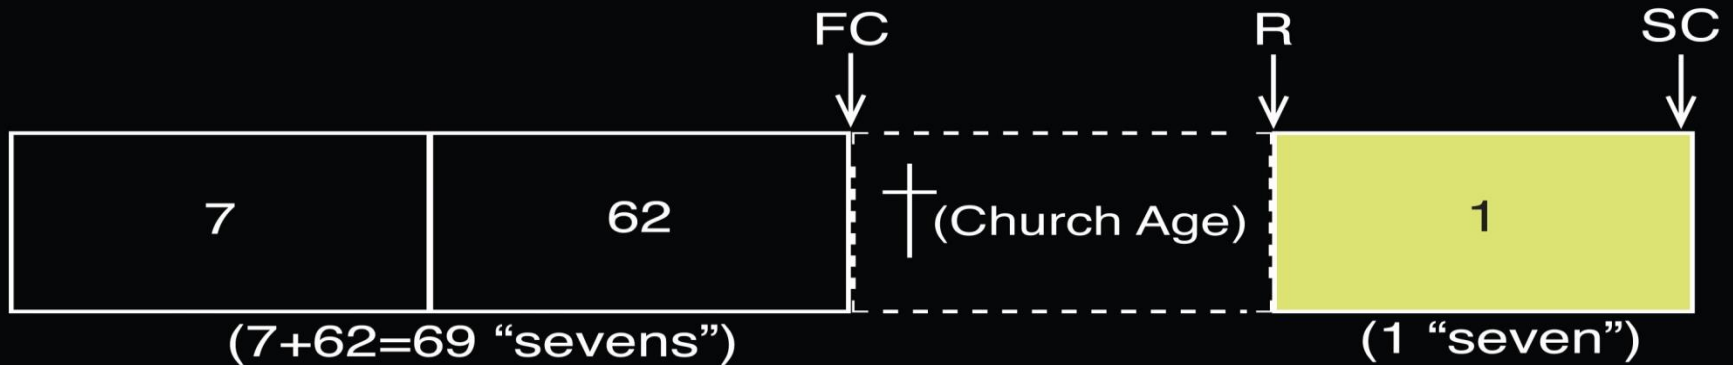 FC R SC
7 62 (Church Age) 1
(7+62=69 “sevens”) (1 “seven”)